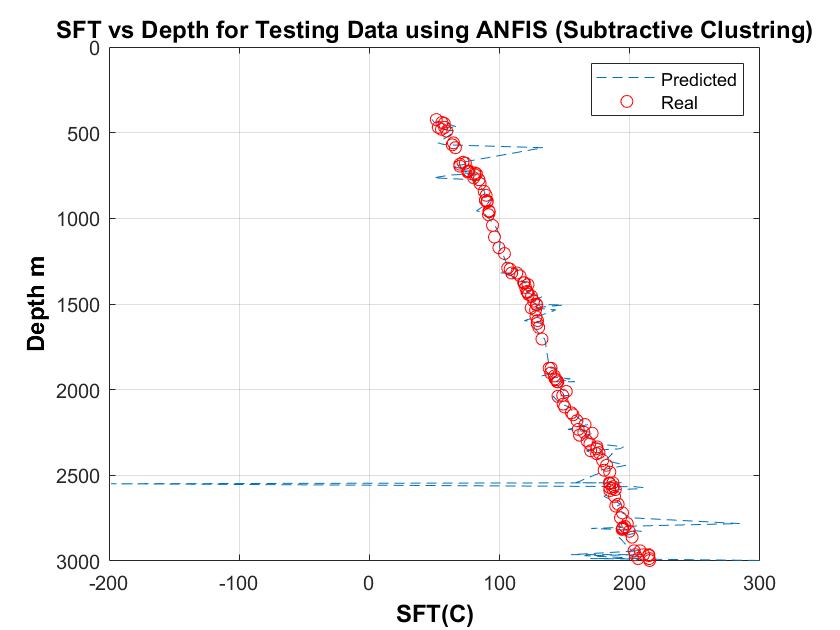 SFT vs Depth for Testing Data using ANFIS (Subtractive Clustring)
Predicted
Real
0
500
1000
1500
2000
2500
3000
Depth m
-200 -100 0 100 200 300
SFT(C)